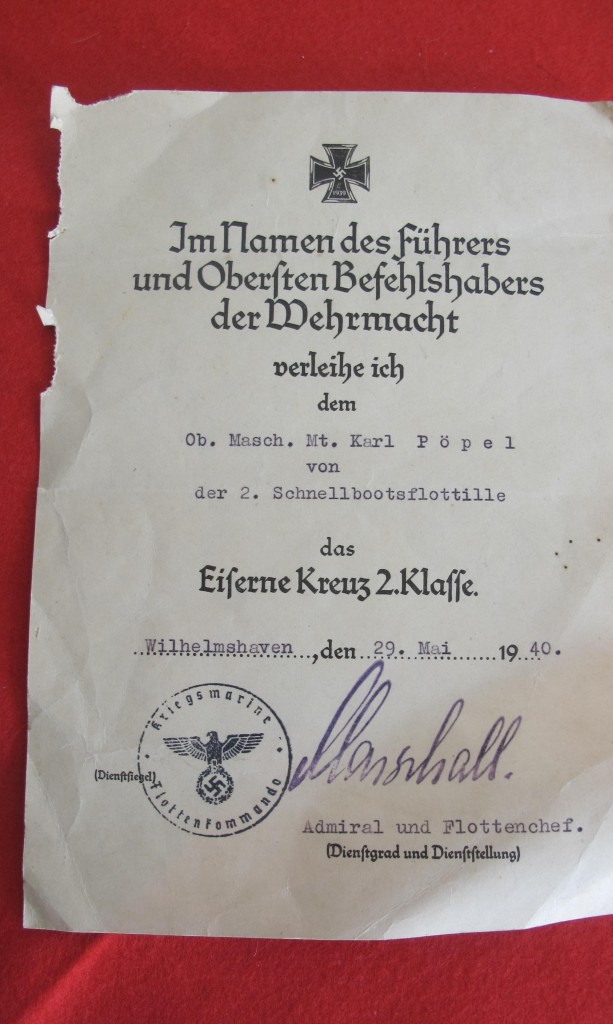 1939
Im Namen des Führers
und Oberſten Befehlshabers
der Wehrmacht
verleihe ich
dem
Ob. Masch. Mt. Karl P ö p e l
von
der 2. Schnellbootsflottille
das
Eiſerne Kreuz 2.Klaſſe.
Wilhelmshaven, den 29. Mai 1940.
Kriegsmarine
(Dienſtſiegel)
Flottenkommando
Marschall.
Admiral und Flottenchef.
(Dienſtgrad und Dienſtſtellung)